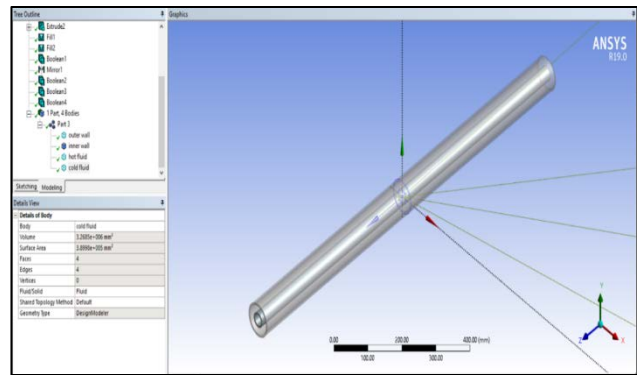 Tree Outline
Extrude2
Fill1
Fill2
Boolean1
Mirror1
Boolean2
Boolean3
Boolean4
1 Part, 4 Bodies
Part 3
outer wall
inner wall
hot fluid
cold fluid
Sketching Modeling
Details View
Details of Body
Body cold fluid
Volume mm³
Surface Area mm²
Faces 4
Edges 4
Vertices 0
Fluid/Solid Fluid
Shared Topology Method Default
Geometry Type DesignModeler
Graphics
ANSYS
R19.0
0.00 200.00 400.00 (mm)
100.00 300.00
Y
Z X